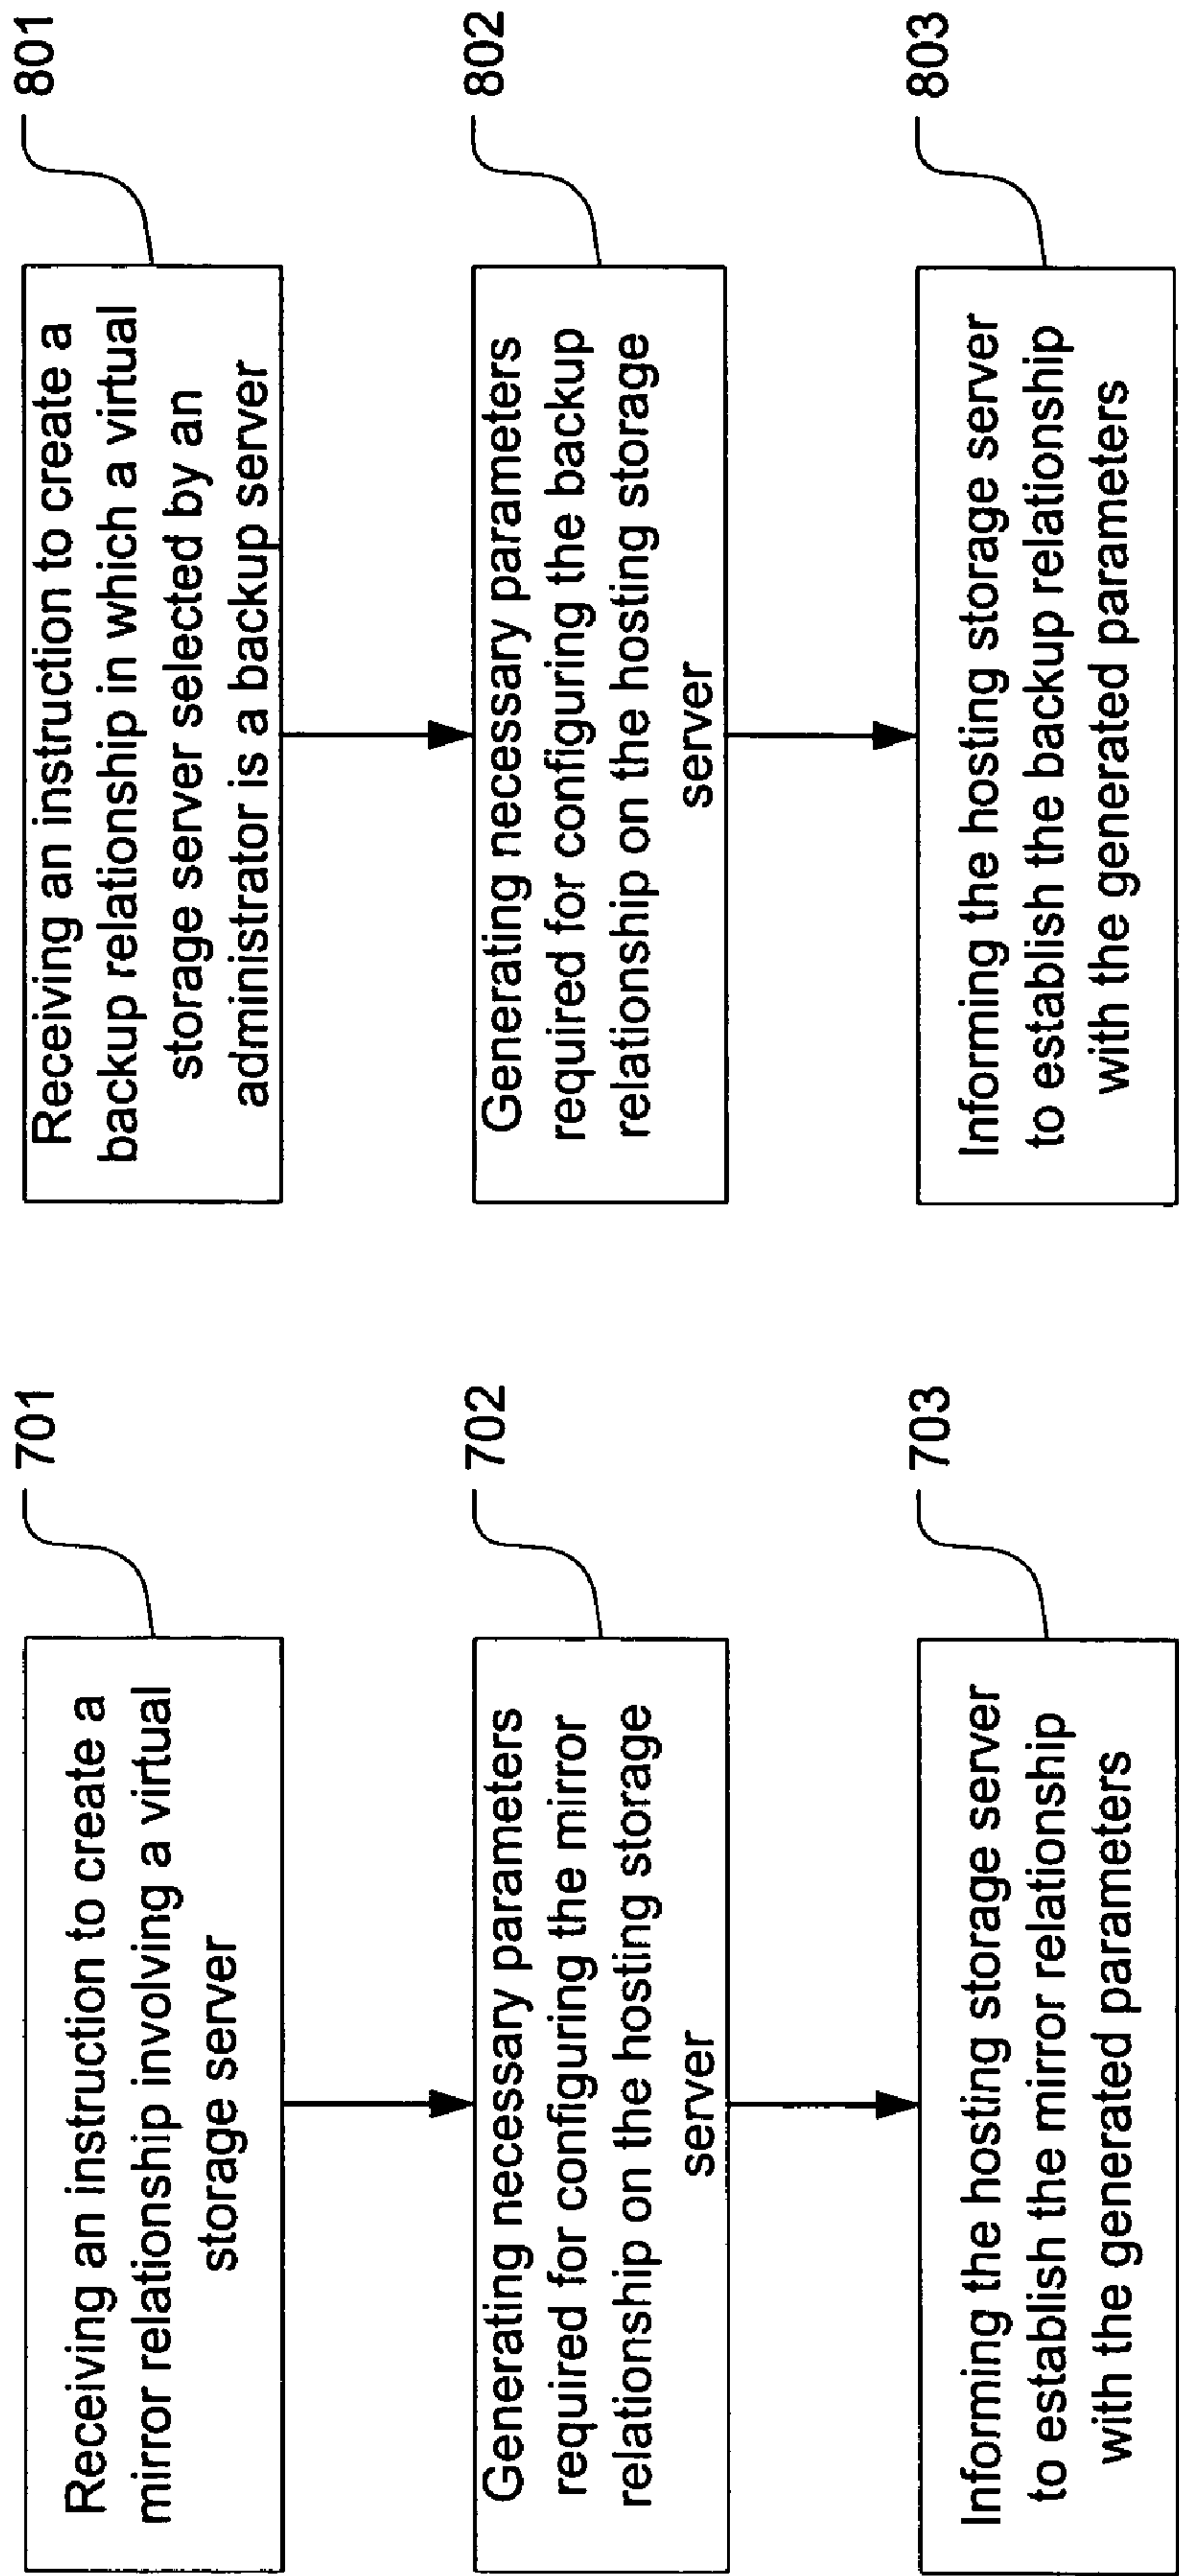 Receiving an instruction to create a
mirror relationship involving a virtual
storage server
701
Generating necessary parameters
required for configuring the mirror
relationship on the hosting storage
server
702
Informing the hosting storage server
to establish the mirror relationship
with the generated parameters
703
Receiving an instruction to create a
backup relationship in which a virtual
storage server selected by an
administrator is a backup server
801
Generating necessary parameters
required for configuring the backup
relationship on the hosting storage
server
802
Informing the hosting storage server
to establish the backup relationship
with the generated parameters
803